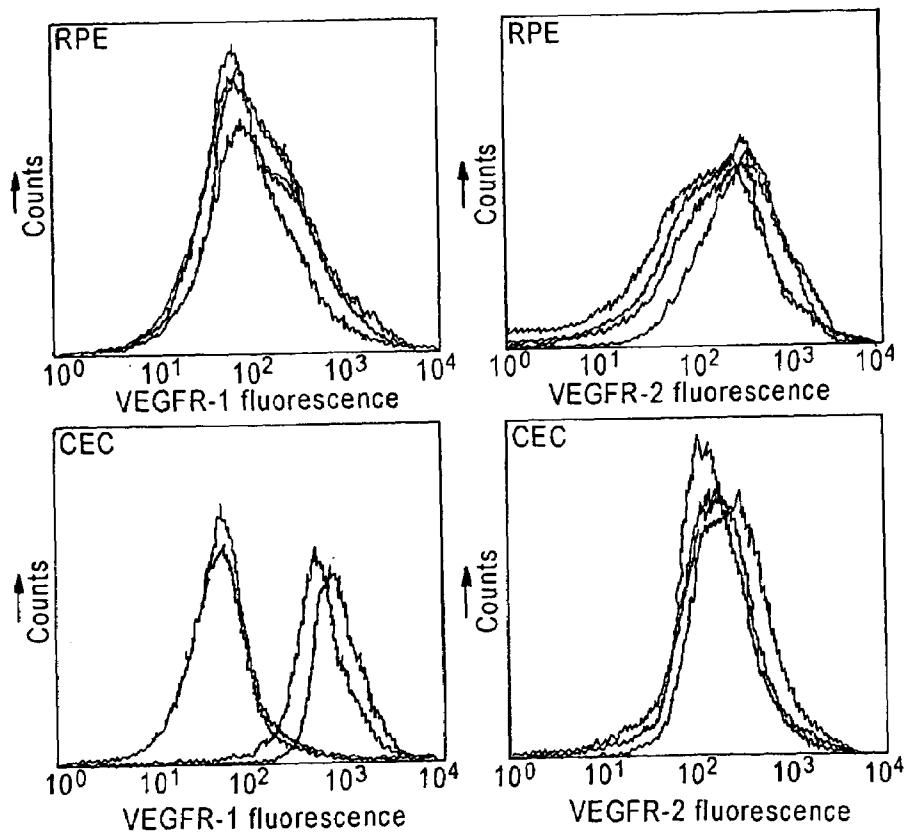 RPE
Counts
10⁰ 10¹ 10² 10³ 10⁴
VEGFR-1 fluorescence
RPE
Counts
10⁰ 10¹ 10² 10³ 10⁴
VEGFR-2 fluorescence
CEC
Counts
10⁰ 10¹ 10² 10³ 10⁴
VEGFR-1 fluorescence
CEC
Counts
10⁰ 10¹ 10² 10³ 10⁴
VEGFR-2 fluorescence